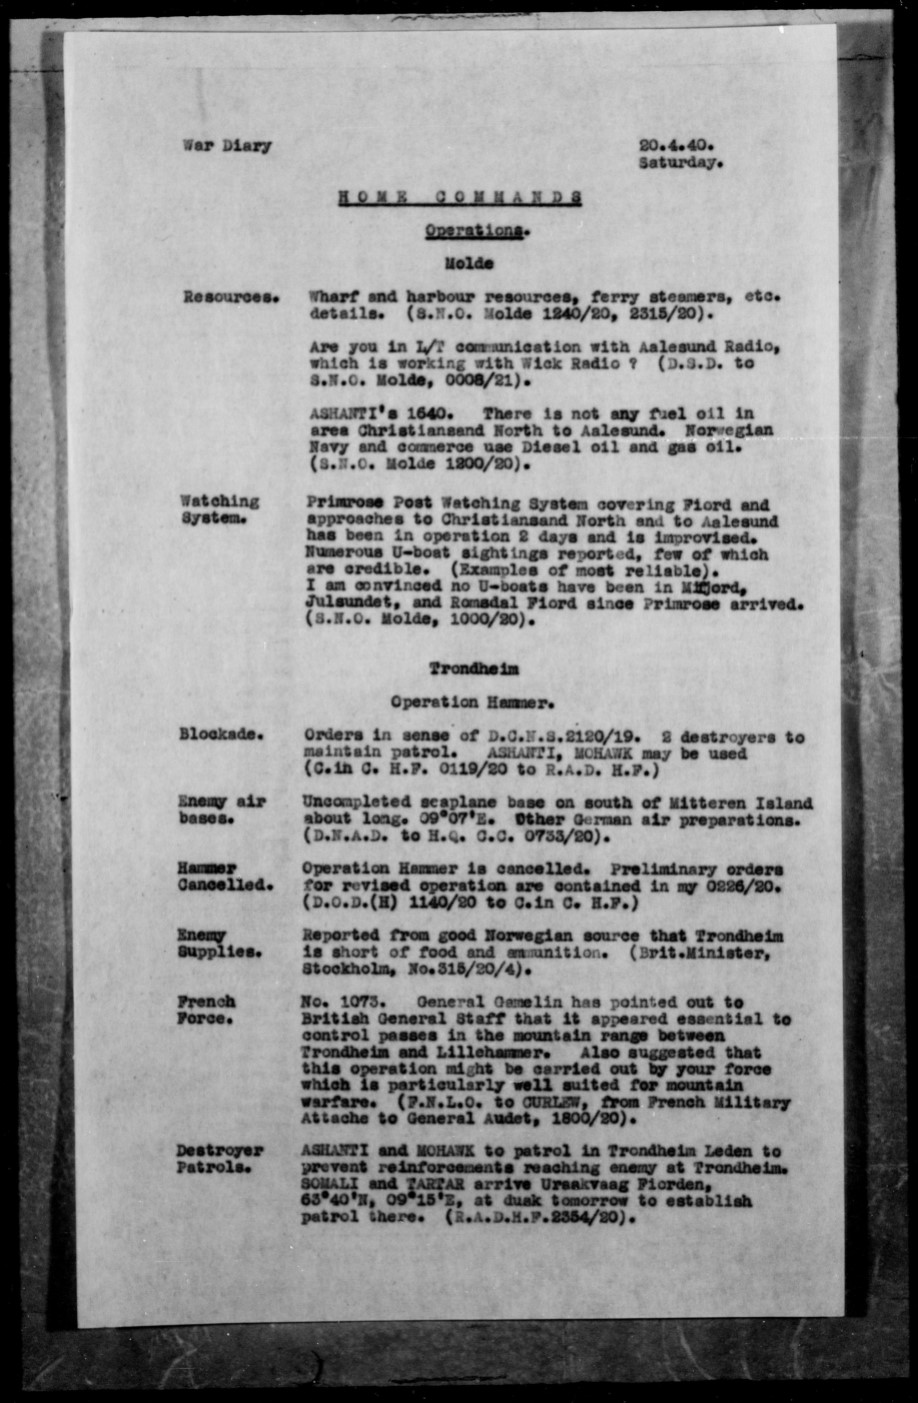 War Diary
20.4.40.
Saturday.
HOME COMMANDS
Operations.
Molde
Resources. Wharf and harbour resources, ferry steamers, etc.
details. (S.N.O. Molde 1240/20, 2315/20).
Are you in L/T communication with Aalesund Radio,
which is working with Wick Radio ? (D.S.D. to
S.N.O. Molde, 0008/21).
ASHANTI's 1640. There is not any fuel oil in
area Christiansand North to Aalesund. Norwegian
Navy and commerce use Diesel oil and gas oil.
(S.N.O. Molde 1200/20).
Watching Primrose Post Watching System covering Fiord and
System. approaches to Christiansand North and to Aalesund
has been in operation 2 days and is improvised.
Numerous U-boat sightings reported, few of which
are credible. (Examples of most reliable).
I am convinced no U-boats have been in
Julsundet, and Romsdal Fiord since Primrose arrived.
(S.N.O. Molde, 1000/20).
Trondheim
Operation Hammer.
Blockade. Orders in sense of D.C.N.S.2120/19. 2 destroyers to
maintain patrol. ASHANTI, MOHAWK may be used
(C.in C. H.F. 0119/20 to R.A.D. H.F.)
Enemy air Uncompleted seaplane base on south of Mitteren Island
bases. about long. 09°07'E. Other German air preparations.
(D.N.A.D. to H.Q. C.C. 0733/20).
Hammer Operation Hammer is cancelled. Preliminary orders
Cancelled. for revised operation are contained in my 0226/20.
(D.O.D.(H) 1140/20 to C.in C. H.F.)
Enemy Reported from good Norwegian source that Trondheim
Supplies. is short of food and ammunition. (Brit.Minister,
Stockholm, No.315/20/4).
French No. 1073. General Gamelin has pointed out to
Force. British General Staff that it appeared essential to
control passes in the mountain range between
Trondheim and Lillehammer. Also suggested that
this operation might be carried out by your force
which is particularly well suited for mountain
warfare. (F.N.L.O. to CURLEW, from French Military
Attache to General Audet, 1800/20).
Destroyer ASHANTI and MOHAWK to patrol in Trondheim Leden to
Patrols. prevent reinforcements reaching enemy at Trondheim.
SOMALI and TARTAR arrive Ursakvaag Fiorden,
63°40'N, 09°15'E, at dusk tomorrow to establish
patrol there. (R.A.D.H.F.2354/20).